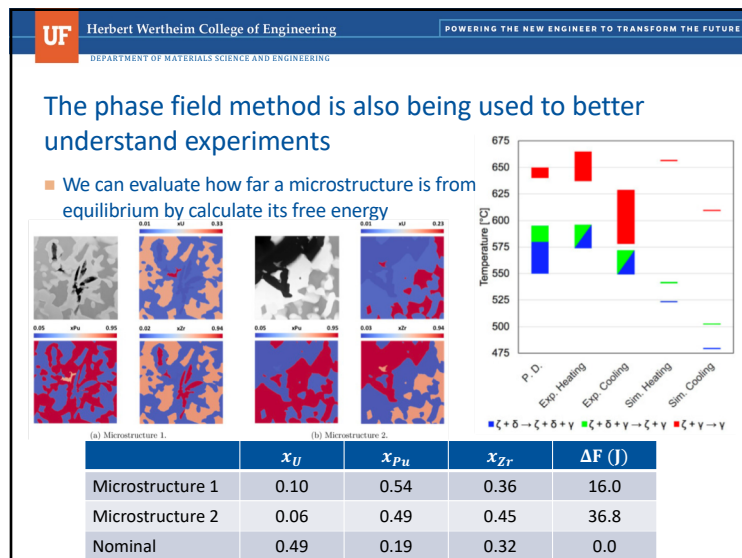 UF
Herbert Wertheim College of Engineering
POWERING THE NEW ENGINEER TO TRANSFORM THE FUTURE
DEPARTMENT OF MATERIALS SCIENCE AND ENGINEERING
The phase field method is also being used to better
understand experiments
We can evaluate how far a microstructure is from
equilibrium by calculate its free energy
0.01 xU 0.33
0.01 xU 0.23
0.05 xPu 0.95
0.02 xZr 0.94
0.05 xPu 0.95
0.03 xZr 0.94
(a) Microstructure 1.
(b) Microstructure 2.
Temperature [°C]
675
650
625
600
575
550
525
500
475
P. D.
Exp. Heating
Exp. Cooling
Sim. Heating
Sim. Cooling
ζ + δ → ζ + δ + γ ζ + δ + γ → ζ + γ ζ + γ → γ
x_U x_Pu x_Zr ΔF (J)
Microstructure 1 0.10 0.54 0.36 16.0
Microstructure 2 0.06 0.49 0.45 36.8
Nominal 0.49 0.19 0.32 0.0